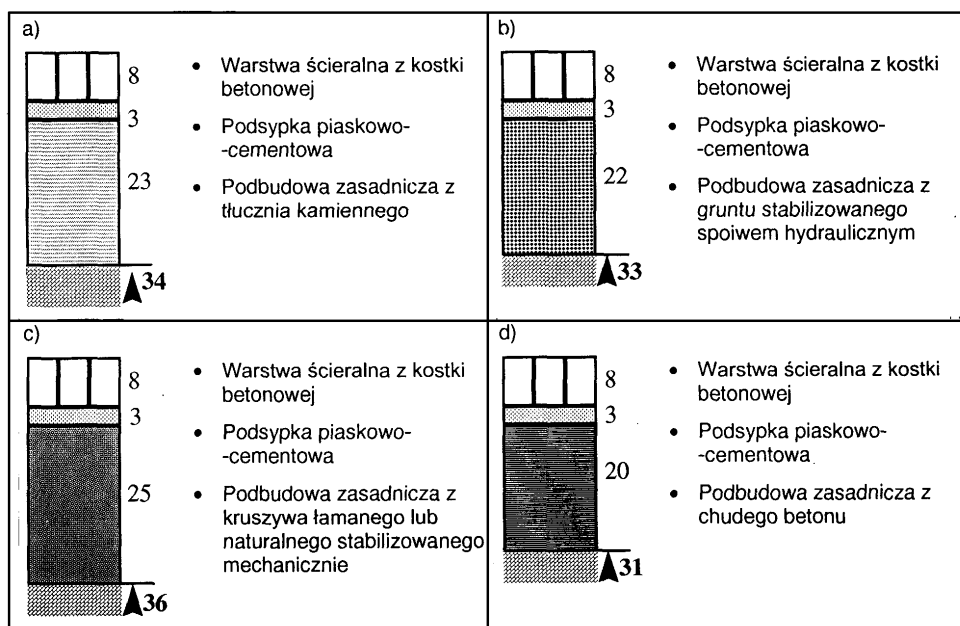 a)
8
3
23
34
• Warstwa ścieralna z kostki
betonowej
• Podsypka piaskowo-
-cementowa
• Podbudowa zasadnicza z
tłucznia kamiennego
b)
8
3
22
33
• Warstwa ścieralna z kostki
betonowej
• Podsypka piaskowo-
-cementowa
• Podbudowa zasadnicza z
gruntu stabilizowanego
spoiwem hydraulicznym
c)
8
3
25
36
• Warstwa ścieralna z kostki
betonowej
• Podsypka piaskowo-
-cementowa
• Podbudowa zasadnicza z
kruszywa łamanego lub
naturalnego stabilizowanego
mechanicznie
d)
8
3
20
31
• Warstwa ścieralna z kostki
betonowej
• Podsypka piaskowo-
-cementowa
• Podbudowa zasadnicza z
chudego betonu